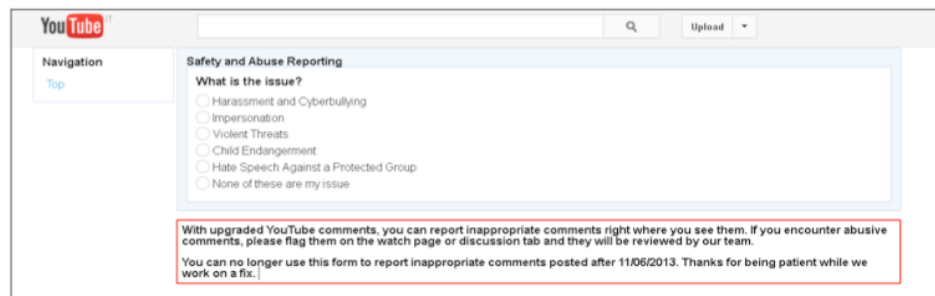 YouTube IT
Upload
Navigation
Top
Safety and Abuse Reporting
What is the issue?
Harassment and Cyberbullying
Impersonation
Violent Threats
Child Endangerment
Hate Speech Against a Protected Group
None of these are my issue
With upgraded YouTube comments, you can report inappropriate comments right where you see them. If you encounter abusive
comments, please flag them on the watch page or discussion tab and they will be reviewed by our team.
You can no longer use this form to report inappropriate comments posted after 11/06/2013. Thanks for being patient while we
work on a fix.